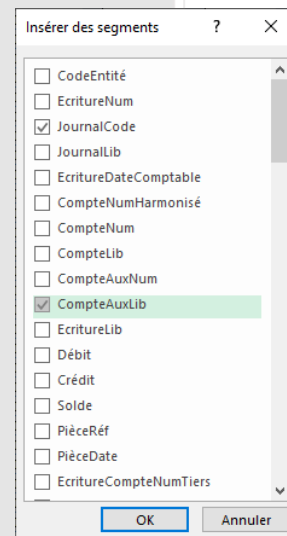 Insérer des segments ? ×
CodeEntité
EcritureNum
JournalCode
JournalLib
EcritureDateComptable
CompteNumHarmonisé
CompteNum
CompteLib
CompteAuxNum
CompteAuxLib
EcritureLib
Débit
Crédit
Solde
PièceRéf
PièceDate
EcritureCompteNumTiers
OK Annuler